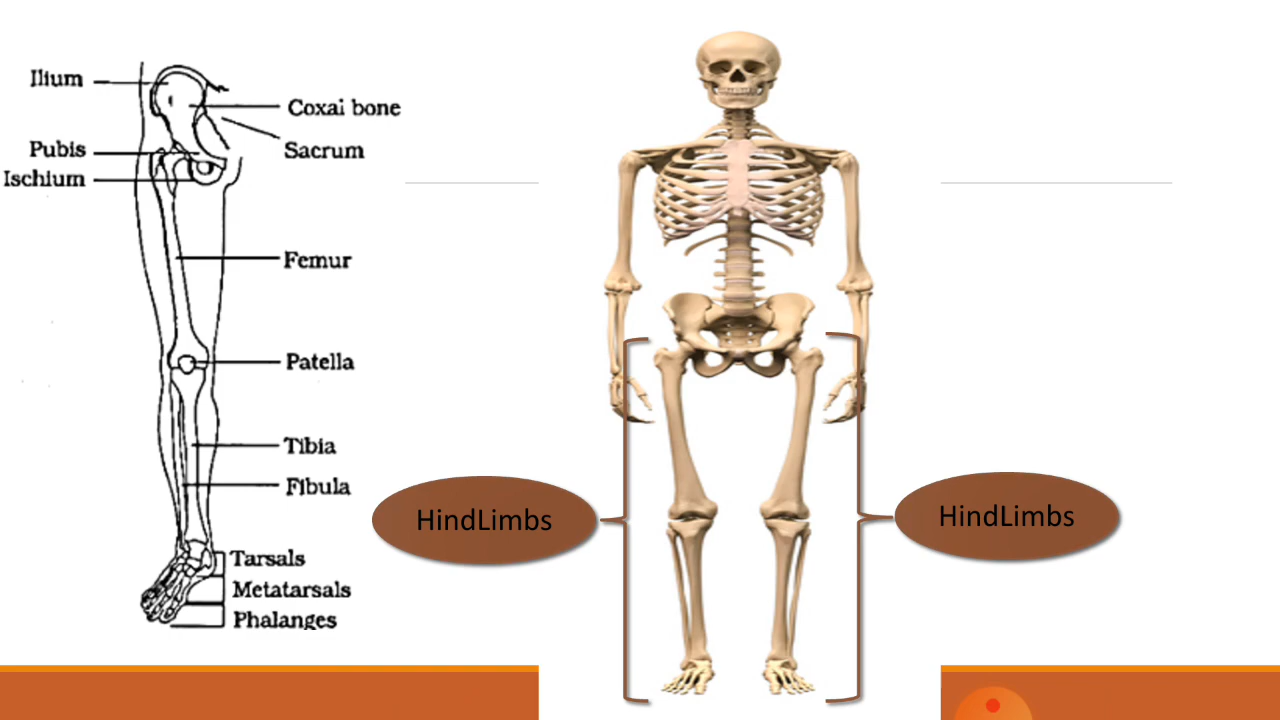 Ilium
Coxai bone
Pubis
Sacrum
Ischium
Femur
Patella
Tibia
Fibula
HindLimbs
HindLimbs
Tarsals
Metatarsals
Phalanges